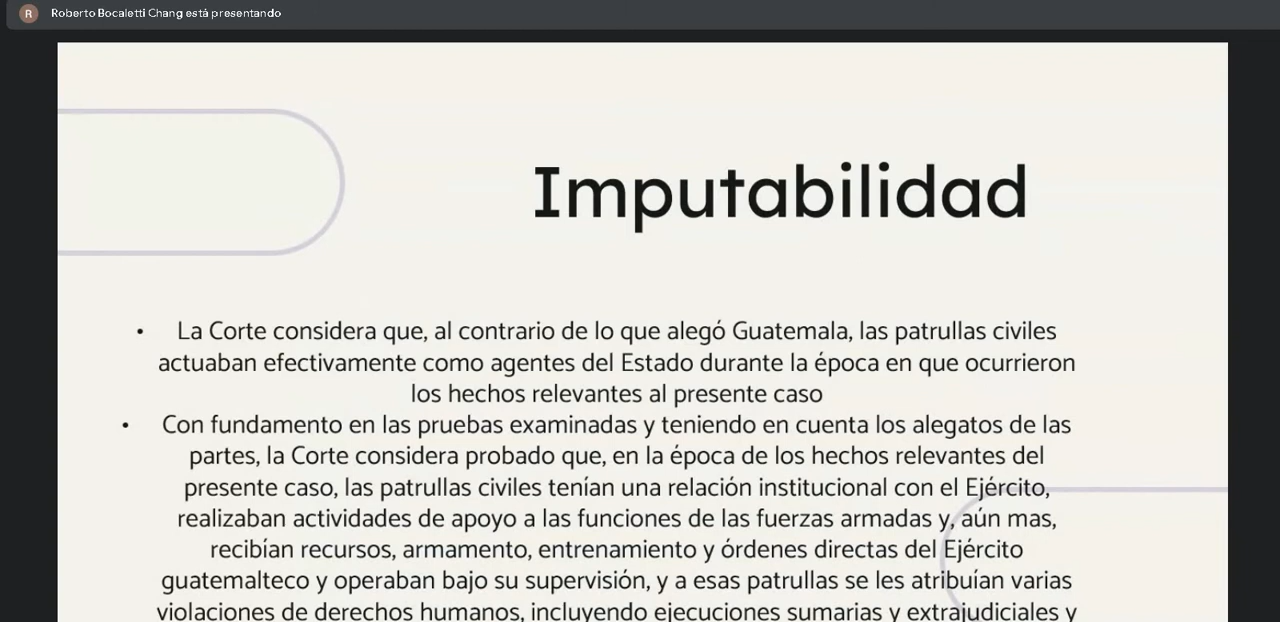 R Roberto Bocaletti Chang está presentando
Imputabilidad
• La Corte considera que, al contrario de lo que alegó Guatemala, las patrullas civiles
actuaban efectivamente como agentes del Estado durante la época en que ocurrieron
los hechos relevantes al presente caso
• Con fundamento en las pruebas examinadas y teniendo en cuenta los alegatos de las
partes, la Corte considera probado que, en la época de los hechos relevantes del
presente caso, las patrullas civiles tenían una relación institucional con el Ejército,
realizaban actividades de apoyo a las funciones de las fuerzas armadas y, aún mas,
recibían recursos, armamento, entrenamiento y órdenes directas del Ejército
guatemalteco y operaban bajo su supervisión, y a esas patrullas se les atribuían varias
violaciones de derechos humanos, incluyendo ejecuciones sumarias y extrajudiciales y